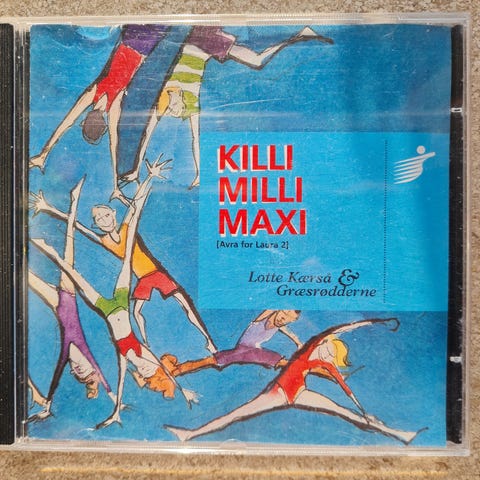 KILLI
MILLI
MAXI
[Avra for Laura 2]
Lotte Kærså &
Græsrødderne